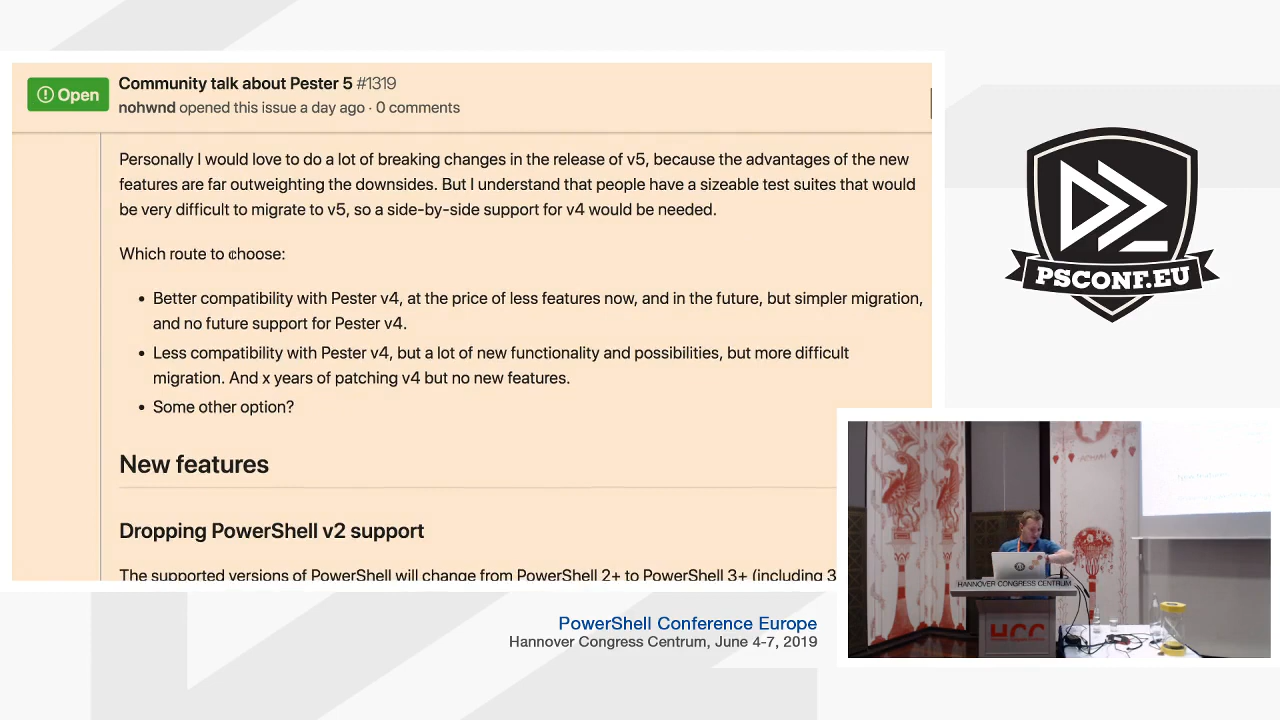 Open
Community talk about Pester 5 #1319
nohwnd opened this issue a day ago · 0 comments
Personally I would love to do a lot of breaking changes in the release of v5, because the advantages of the new
features are far outweighting the downsides. But I understand that people have a sizeable test suites that would
be very difficult to migrate to v5, so a side-by-side support for v4 would be needed.
Which route to choose:
• Better compatibility with Pester v4, at the price of less features now, and in the future, but simpler migration,
and no future support for Pester v4.
• Less compatibility with Pester v4, but a lot of new functionality and possibilities, but more difficult
migration. And x years of patching v4 but no new features.
• Some other option?
New features
Dropping PowerShell v2 support
The supported versions of PowerShell will change from PowerShell 2+ to PowerShell 3+ (including 3
PSCONF.EU
HANNOVER CONGRESS CENTRUM
HCC
PowerShell Conference Europe
Hannover Congress Centrum, June 4-7, 2019